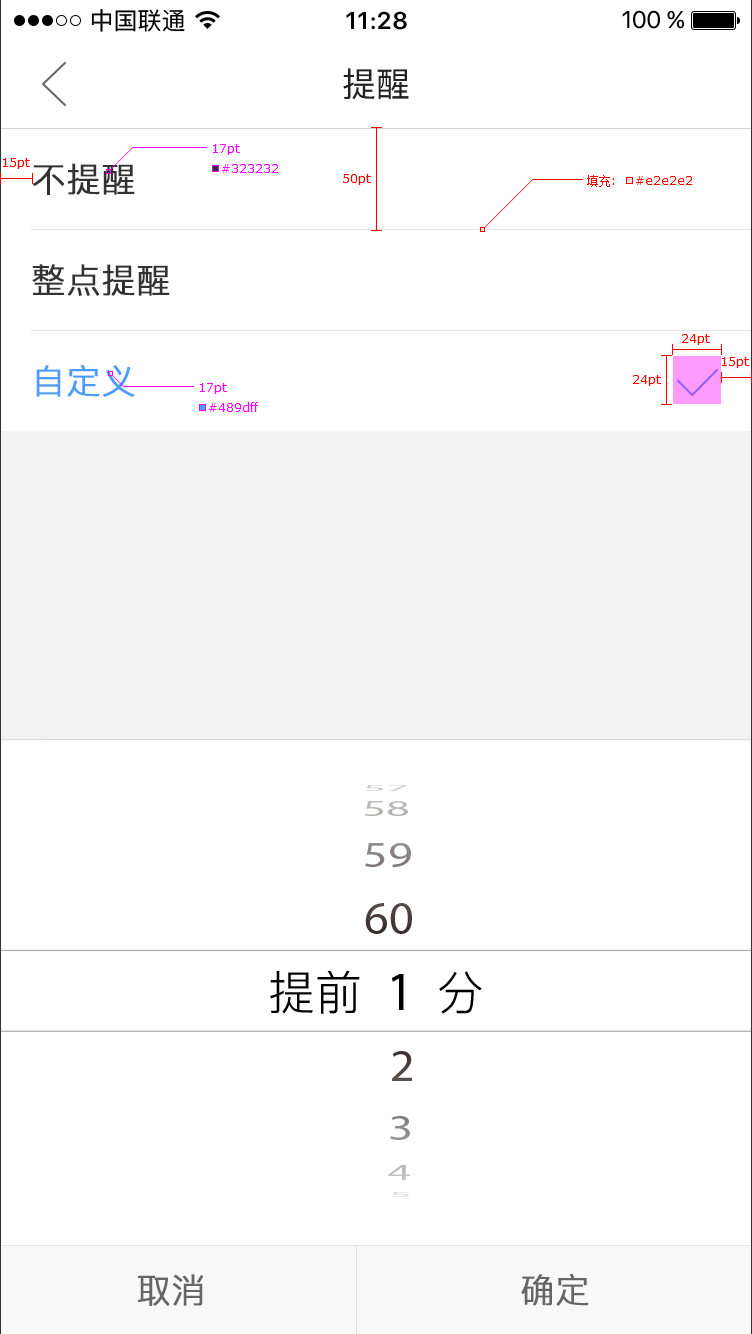 中国联通 11:28 100 %
提醒
17pt
15pt 不提醒 #323232 50pt 填充: #e2e2e2
整点提醒
24pt
自定义 24pt 15pt
17pt
#489dff
57
58
59
60
提前 1 分
2
3
4
5
取消 确定